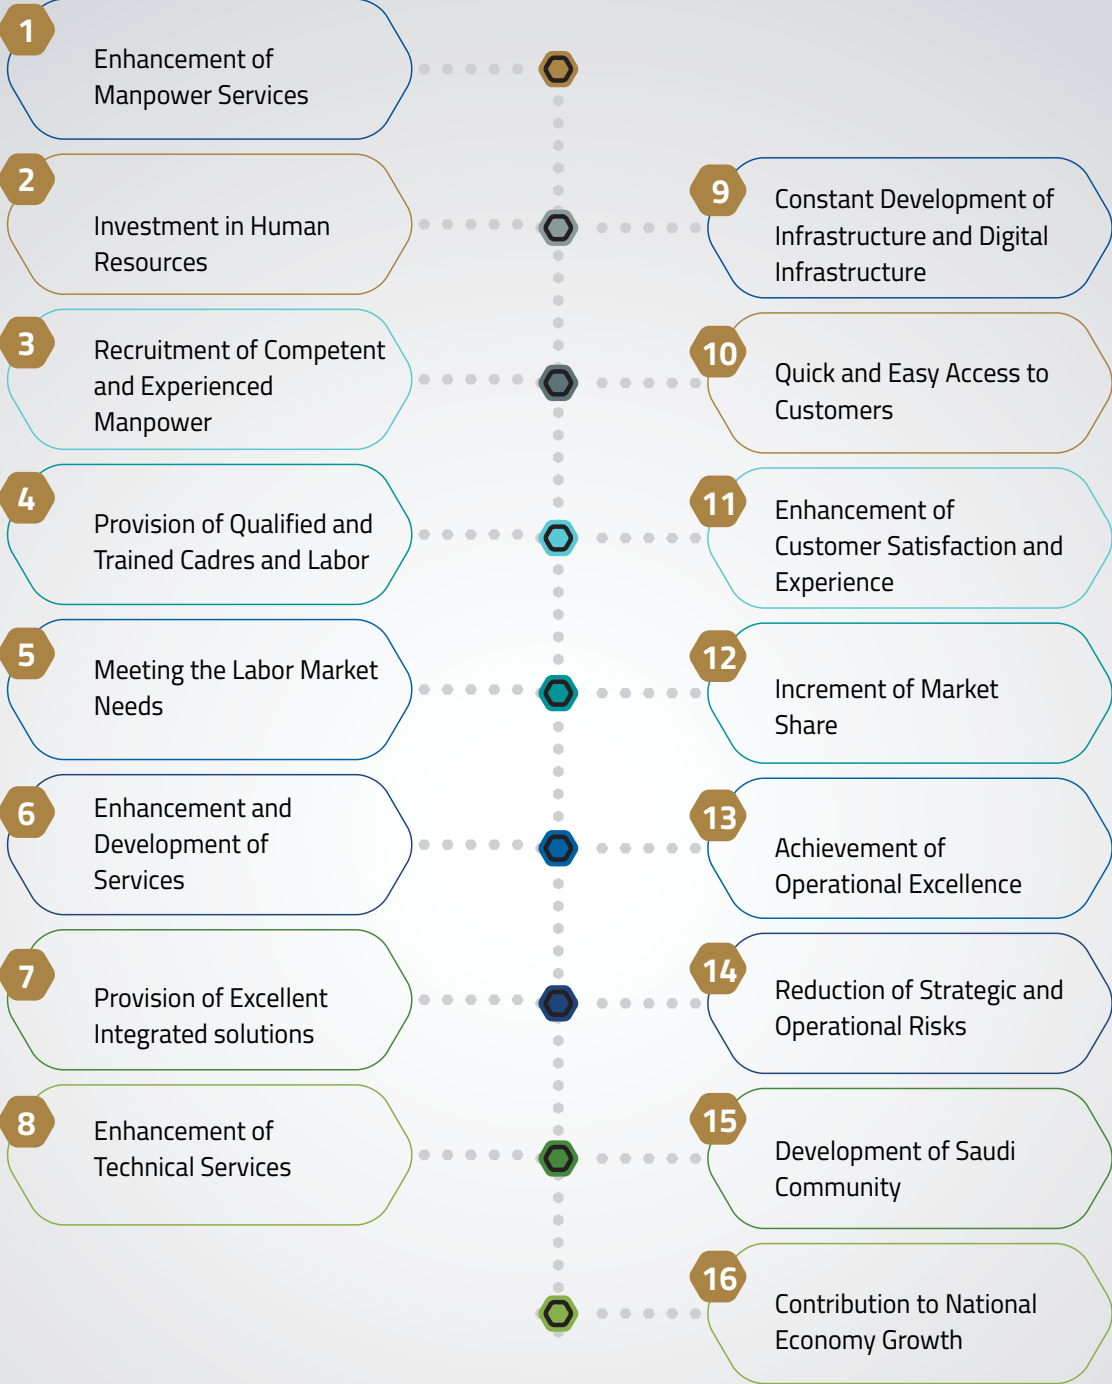 1
Enhancement of
Manpower Services
2
Investment in Human
Resources
3
Recruitment of Competent
and Experienced
Manpower
4
Provision of Qualified and
Trained Cadres and Labor
5
Meeting the Labor Market
Needs
6
Enhancement and
Development of
Services
7
Provision of Excellent
Integrated solutions
8
Enhancement of
Technical Services
9
Constant Development of
Infrastructure and Digital
Infrastructure
10
Quick and Easy Access to
Customers
11
Enhancement of
Customer Satisfaction and
Experience
12
Increment of Market
Share
13
Achievement of
Operational Excellence
14
Reduction of Strategic and
Operational Risks
15
Development of Saudi
Community
16
Contribution to National
Economy Growth